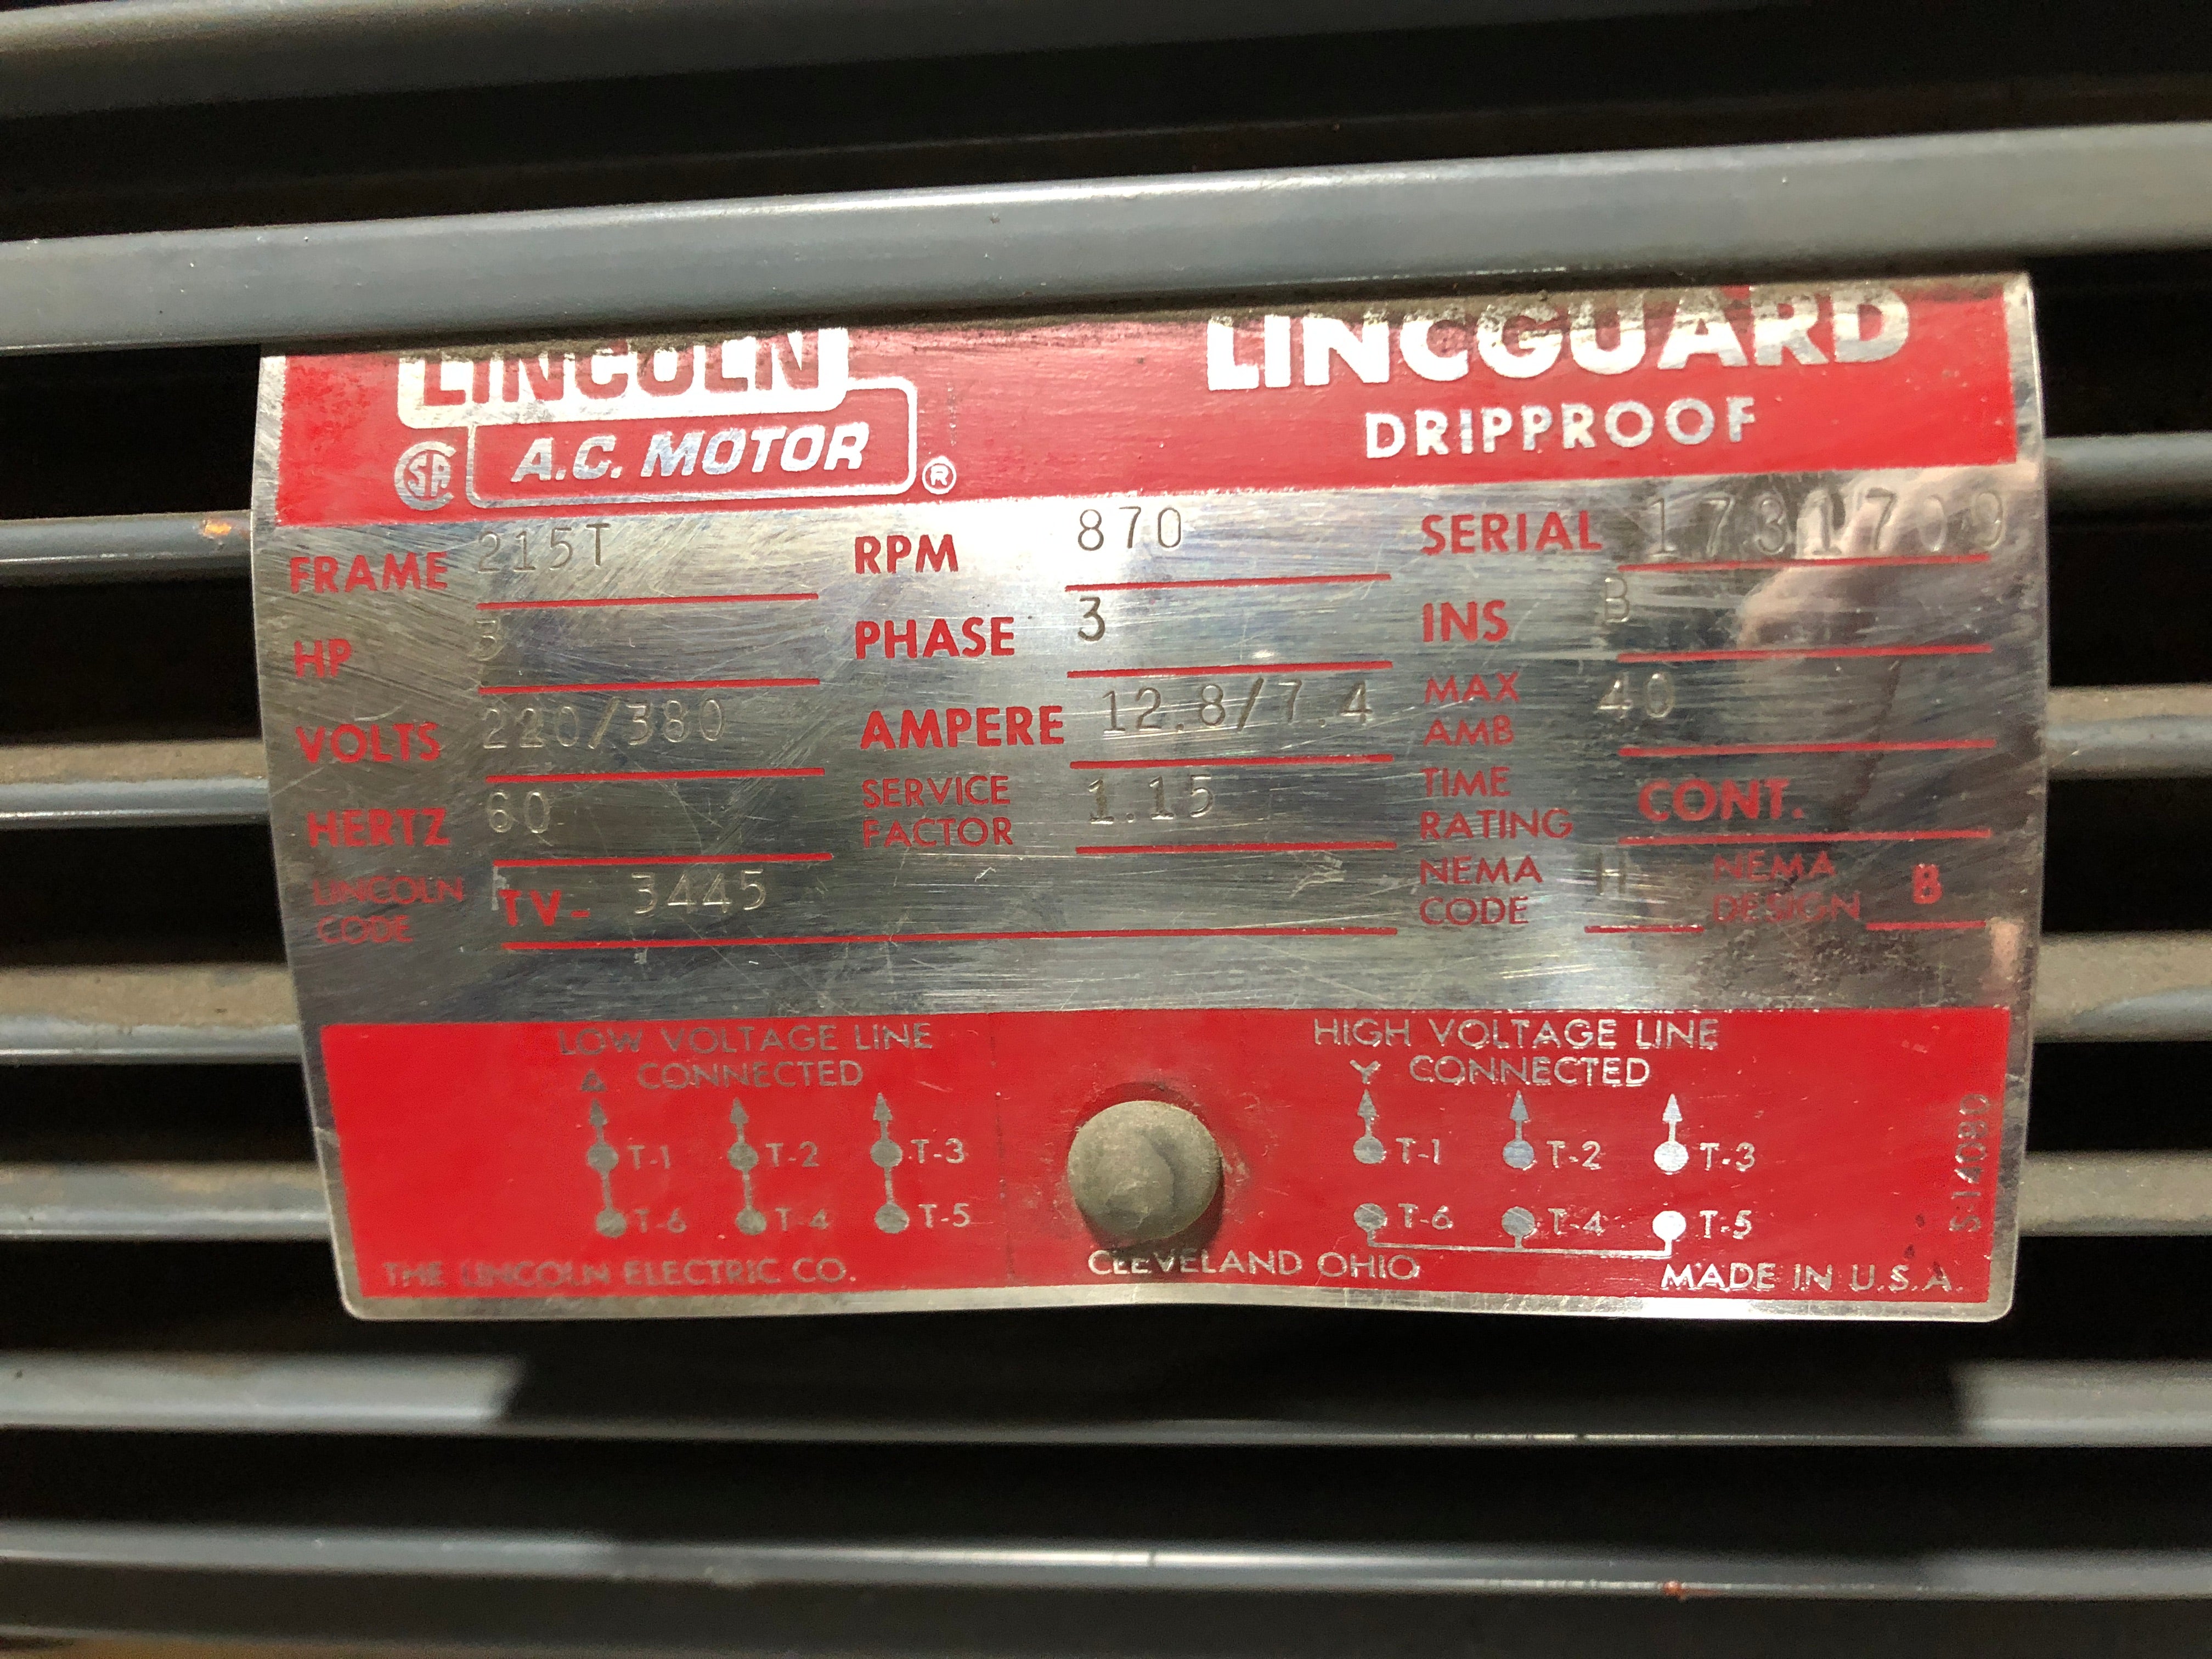 LINCOLN
A.C. MOTOR ®
LINCGUARD
DRIPPROOF
FRAME 215T RPM 870 SERIAL 1731709
HP 3 PHASE 3 INS B
VOLTS 220/380 AMPERE 12.8/7.4 MAX AMB 40
HERTZ 60 SERVICE FACTOR 1.15 TIME RATING CONT.
LINCOLN CODE TV- 3445 NEMA CODE H NEMA DESIGN B
LOW VOLTAGE LINE
Δ CONNECTED
T-1 T-2 T-3
T-6 T-4 T-5
HIGH VOLTAGE LINE
Y CONNECTED
T-1 T-2 T-3
T-6 T-4 T-5
S-14080
THE LINCOLN ELECTRIC CO. CLEVELAND OHIO MADE IN U.S.A.